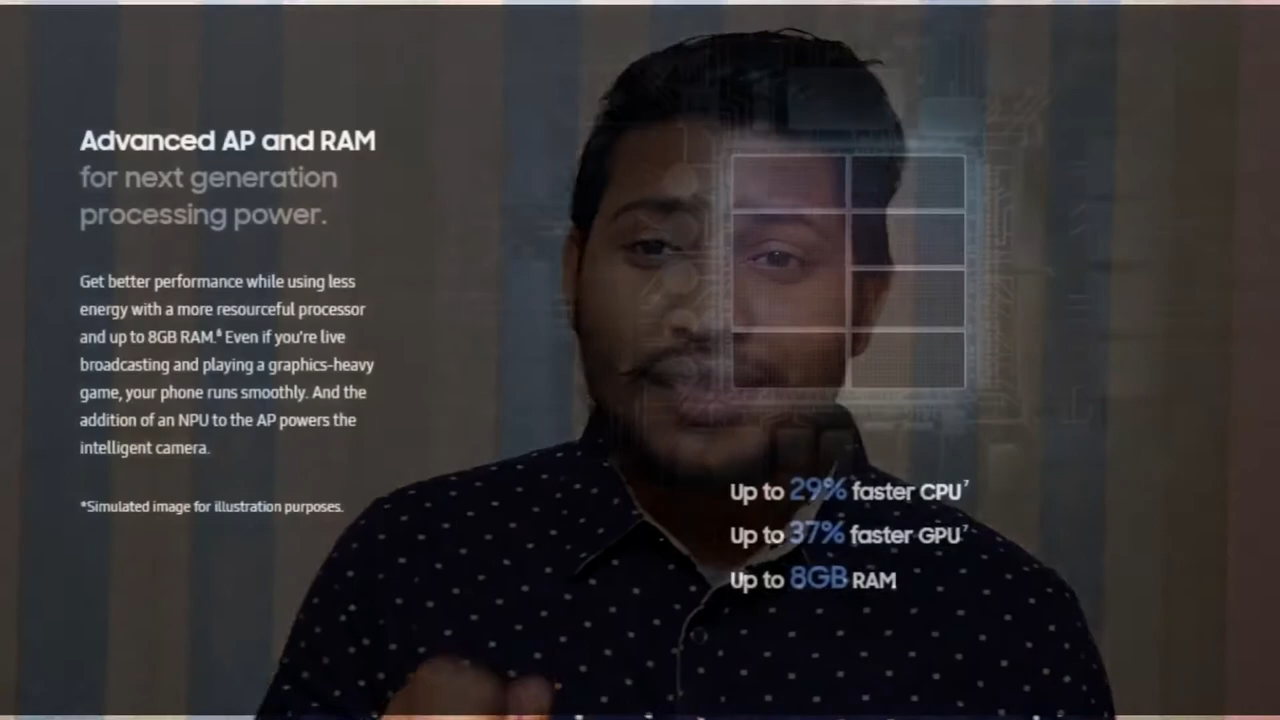 Advanced AP and RAM
for next generation
processing power.
Get better performance while using less
energy with a more resourceful processor
and up to 8GB RAM.⁶ Even if you're live
broadcasting and playing a graphics-heavy
game, your phone runs smoothly. And the
addition of an NPU to the AP powers the
intelligent camera.
*Simulated image for illustration purposes.
Up to 29% faster CPU⁷
Up to 37% faster GPU⁷
Up to 8GB RAM